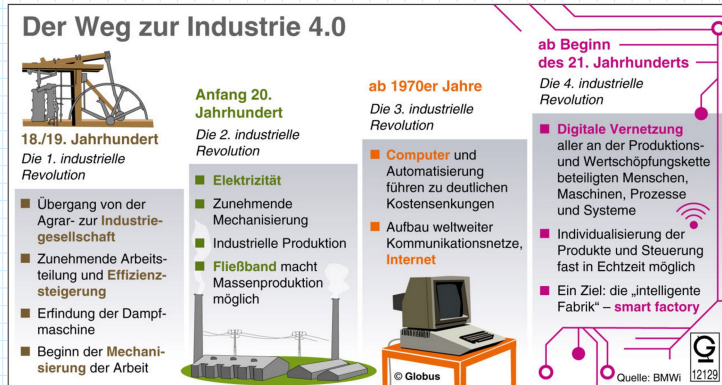 Der Weg zur Industrie 4.0
18./19. Jahrhundert
Die 1. industrielle
Revolution
Übergang von der
Agrar- zur Industrie-
gesellschaft
Zunehmende Arbeits-
teilung und Effizienz-
steigerung
Erfindung der Dampf-
maschine
Beginn der Mechani-
sierung der Arbeit
Anfang 20.
Jahrhundert
Die 2. industrielle
Revolution
Elektrizität
Zunehmende
Mechanisierung
Industrielle Produktion
Fließband macht
Massenproduktion
möglich
ab 1970er Jahre
Die 3. industrielle
Revolution
Computer und
Automatisierung
führen zu deutlichen
Kostensenkungen
Aufbau weltweiter
Kommunikationsnetze,
Internet
© Globus
ab Beginn
des 21. Jahrhunderts
Die 4. industrielle
Revolution
Digitale Vernetzung
aller an der Produktions-
und Wertschöpfungskette
beteiligten Menschen,
Maschinen, Prozesse
und Systeme
Individualisierung der
Produkte und Steuerung
fast in Echtzeit möglich
Ein Ziel: die „intelligente
Fabrik“ – smart factory
Quelle: BMWi
G
12129